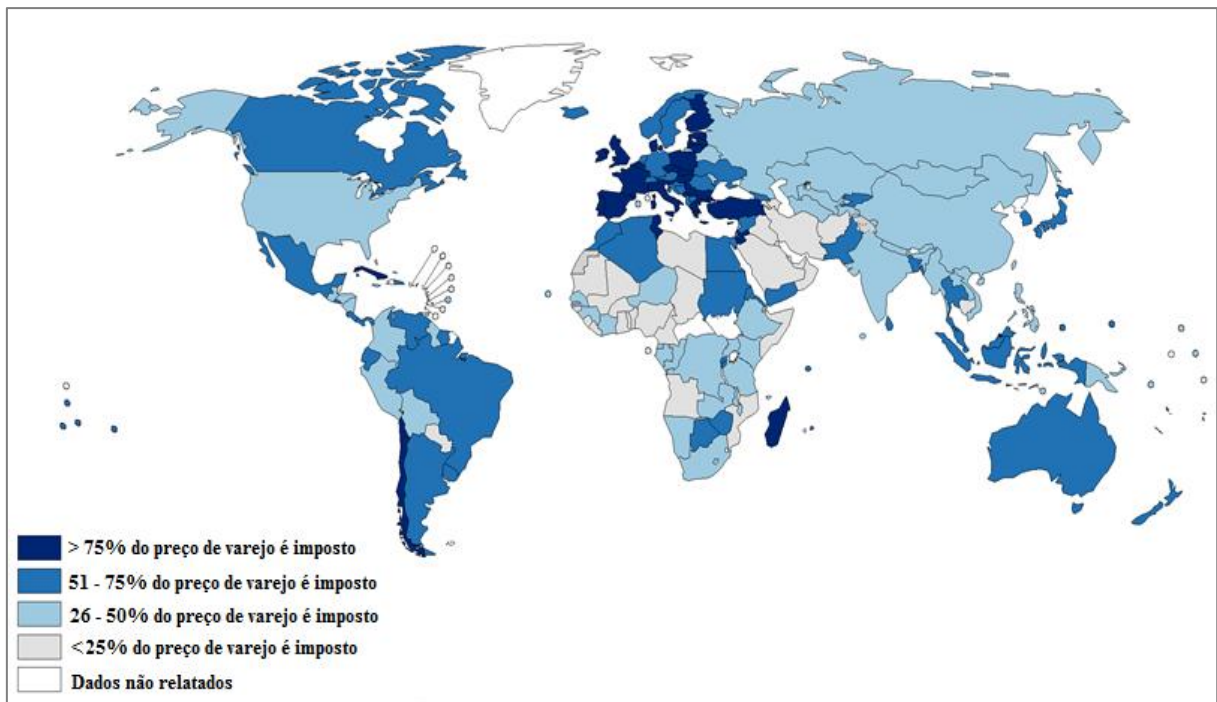 > 75% do preço de varejo é imposto
51 - 75% do preço de varejo é imposto
26 - 50% do preço de varejo é imposto
<25% do preço de varejo é imposto
Dados não relatados